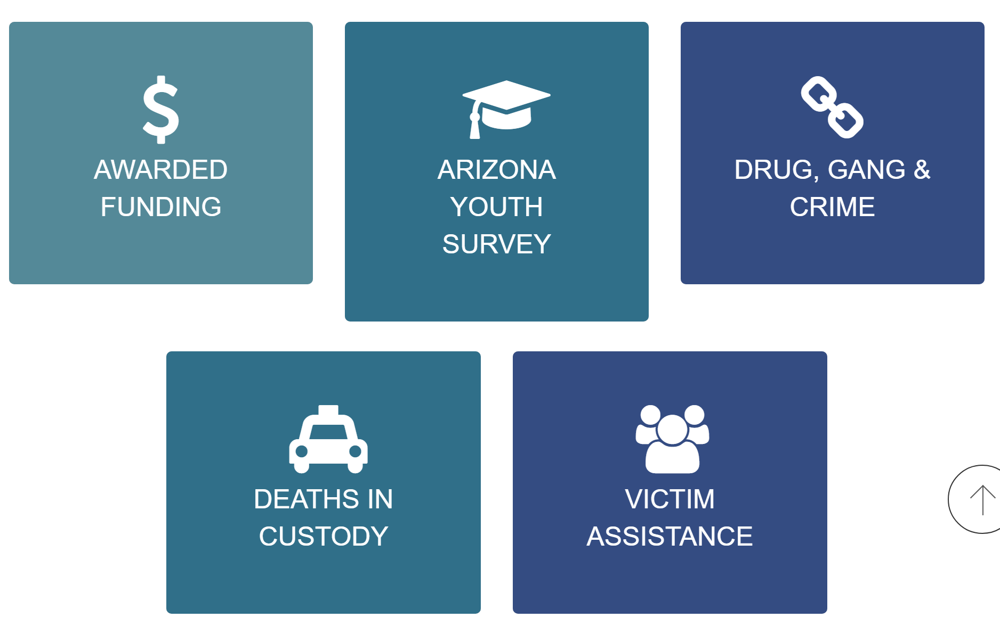 AWARDED
FUNDING
ARIZONA
YOUTH
SURVEY
DRUG, GANG &
CRIME
DEATHS IN
CUSTODY
VICTIM
ASSISTANCE